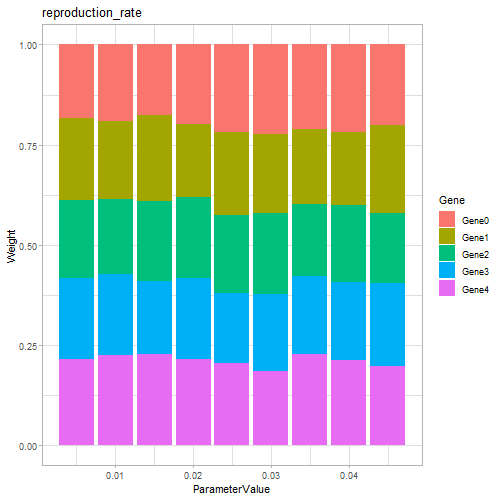 reproduction_rate
1.00
0.75
0.50
0.25
0.00
Weight
0.01 0.02 0.03 0.04
ParameterValue
Gene
Gene0
Gene1
Gene2
Gene3
Gene4